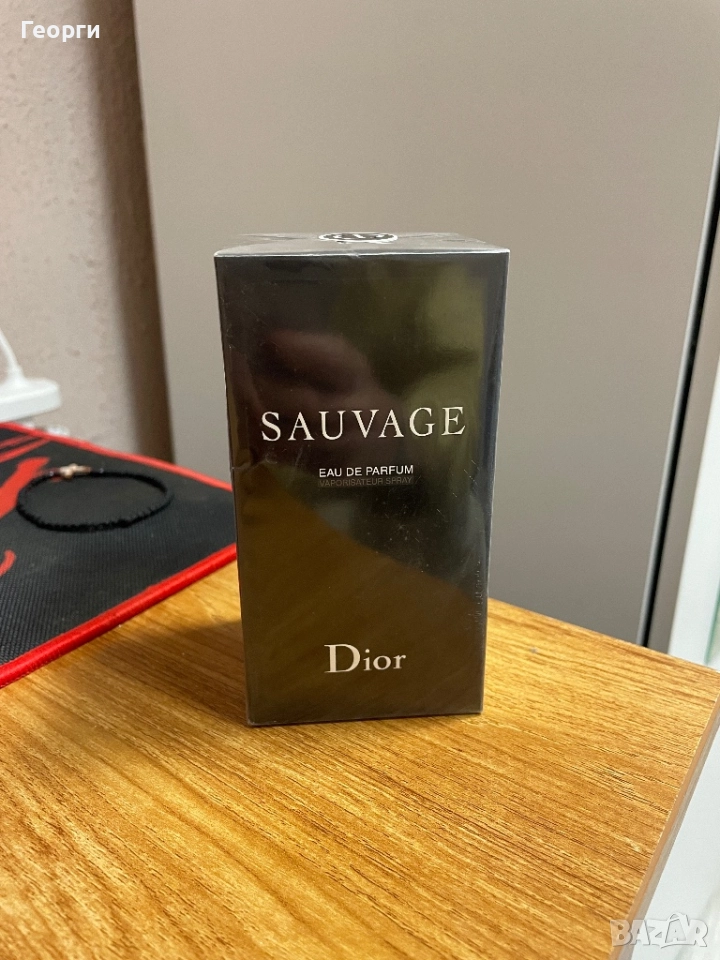 Георги
SAUVAGE
EAU DE PARFUM
VAPORISATEUR SPRAY
Dior
BAZAR